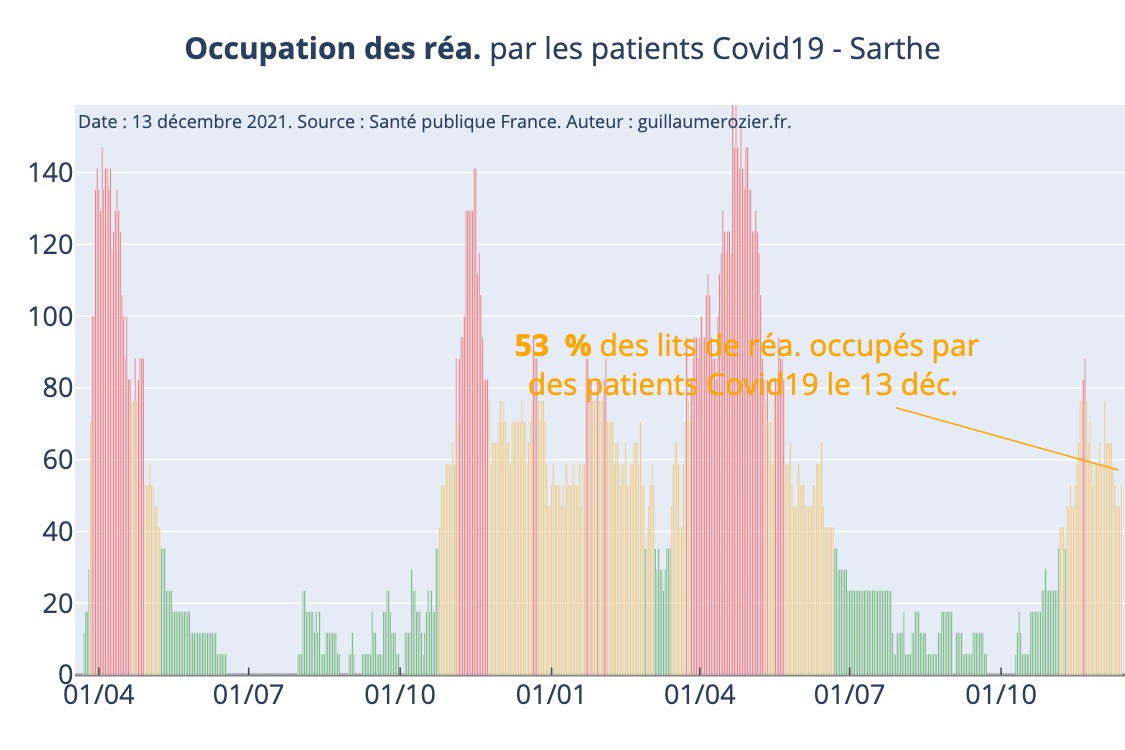 Occupation des réa. par les patients Covid19 - Sarthe
Date : 13 décembre 2021. Source : Santé publique France. Auteur : guillaumerozier.fr.
140
120
100
53 % des lits de réa. occupés par
des patients Covid19 le 13 déc.
80
60
40
20
0
01/04 01/07 01/10 01/01 01/04 01/07 01/10